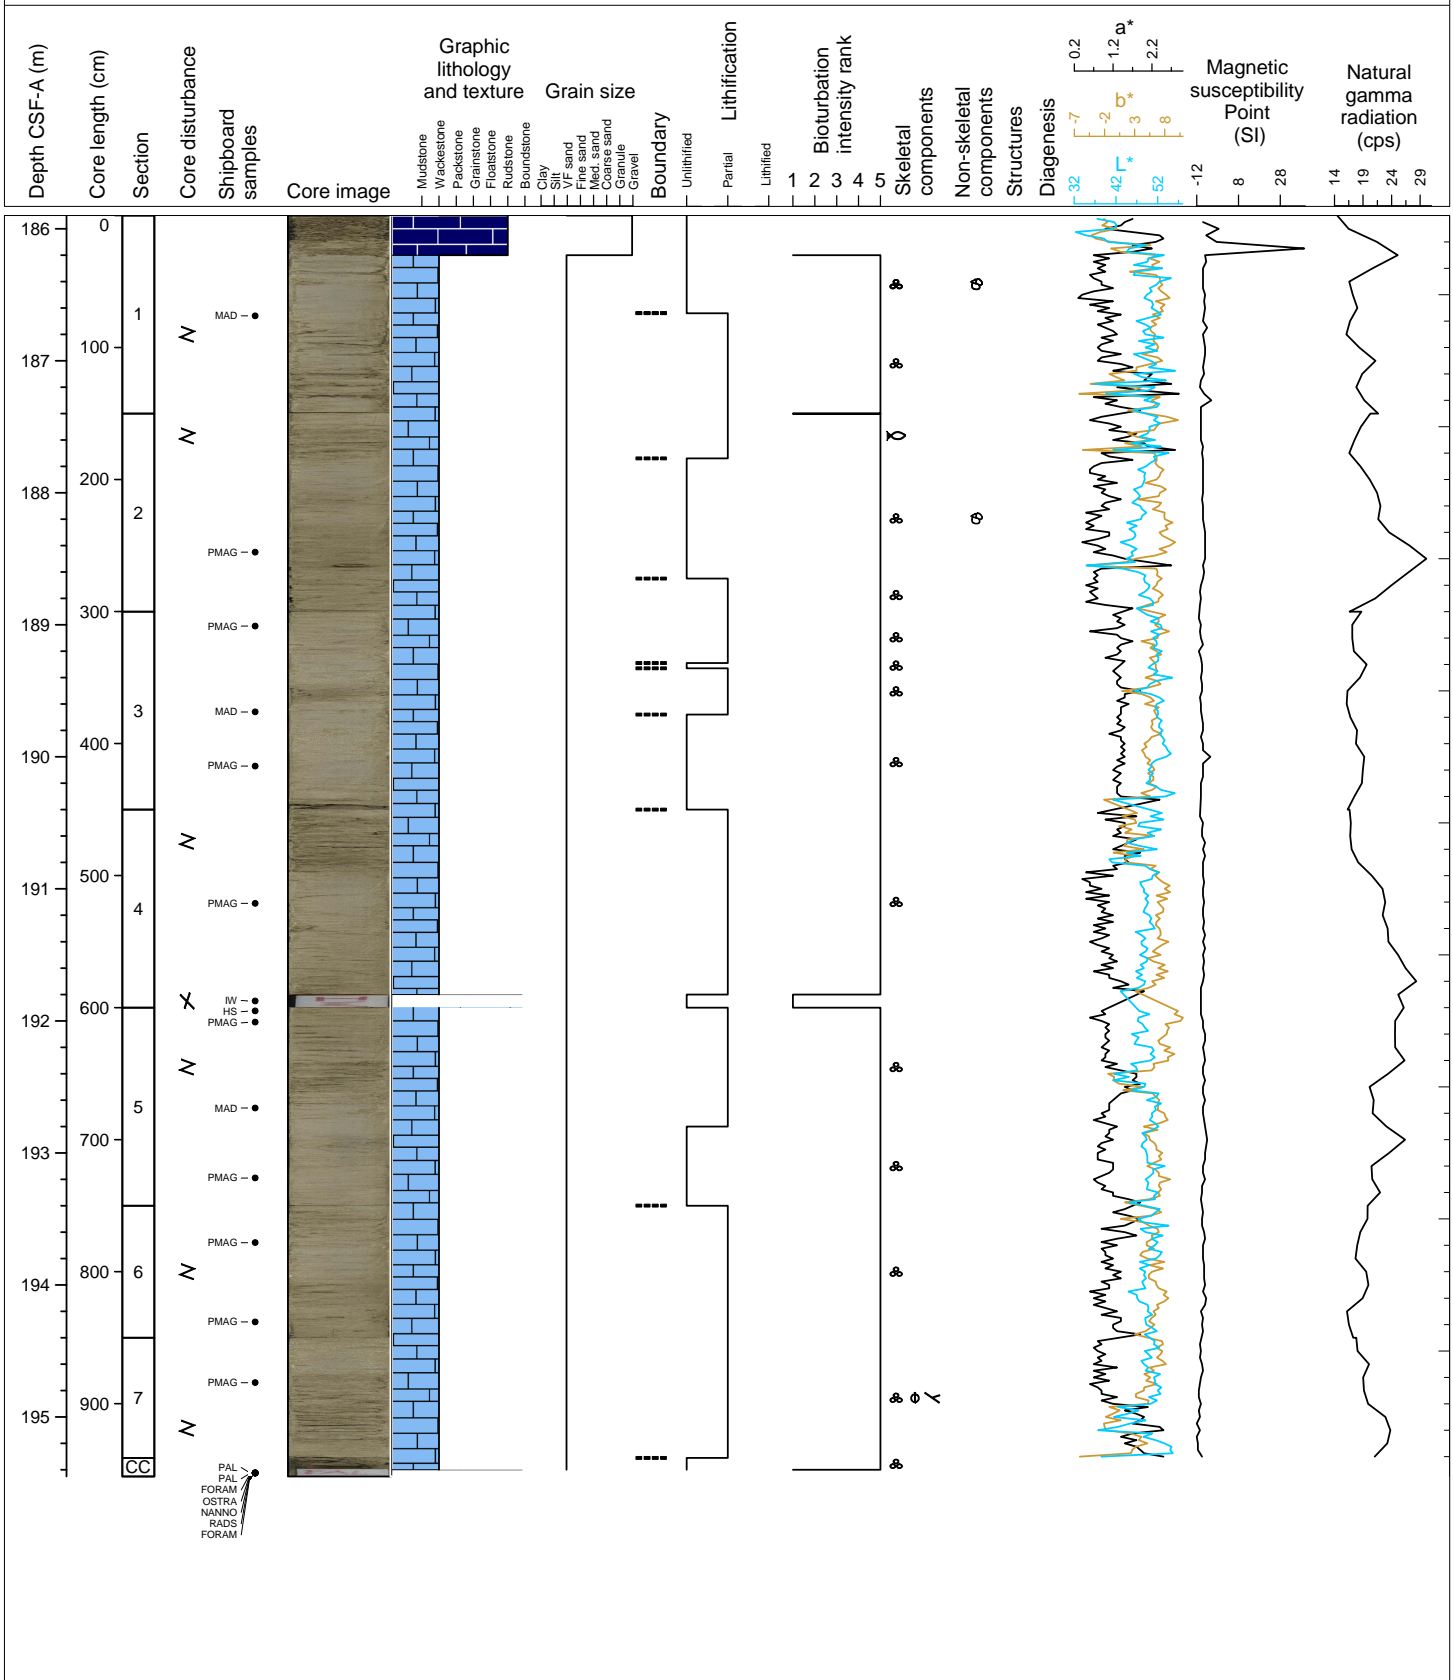 Depth CSF-A (m)
Core length (cm)
Section
Core disturbance
Shipboard
samples
Core image
Graphic
lithology
and texture
Mudstone
Wackestone
Packstone
Grainstone
Floatstone
Rudstone
Boundstone
Grain size
Clay
Silt
VF sand
Fine sand
Med. sand
Coarse sand
Granule
Gravel
Boundary
Lithification
Unlithified
Partial
Lithified
Bioturbation
intensity rank
1 2 3 4 5
Skeletal
components
Non-skeletal
components
Structures
Diagenesis
a*
0.2 1.2 2.2
b*
-7 -2 3 8
L*
32 42 52
Magnetic
susceptibility
Point
(SI)
-12 8 28
Natural
gamma
radiation
(cps)
14 19 24 29
186 0
1 MAD
187 100
188 200
2
PMAG
300
189 PMAG
3 MAD
190 400
PMAG
191 500
4 PMAG
IW
192 600 HS
PMAG
5 MAD
193 700
PMAG
PMAG
6
194 800
PMAG
PMAG
7
195 900
CC PAL
PAL
FORAM
OSTRA
NANNO
RADS
FORAM